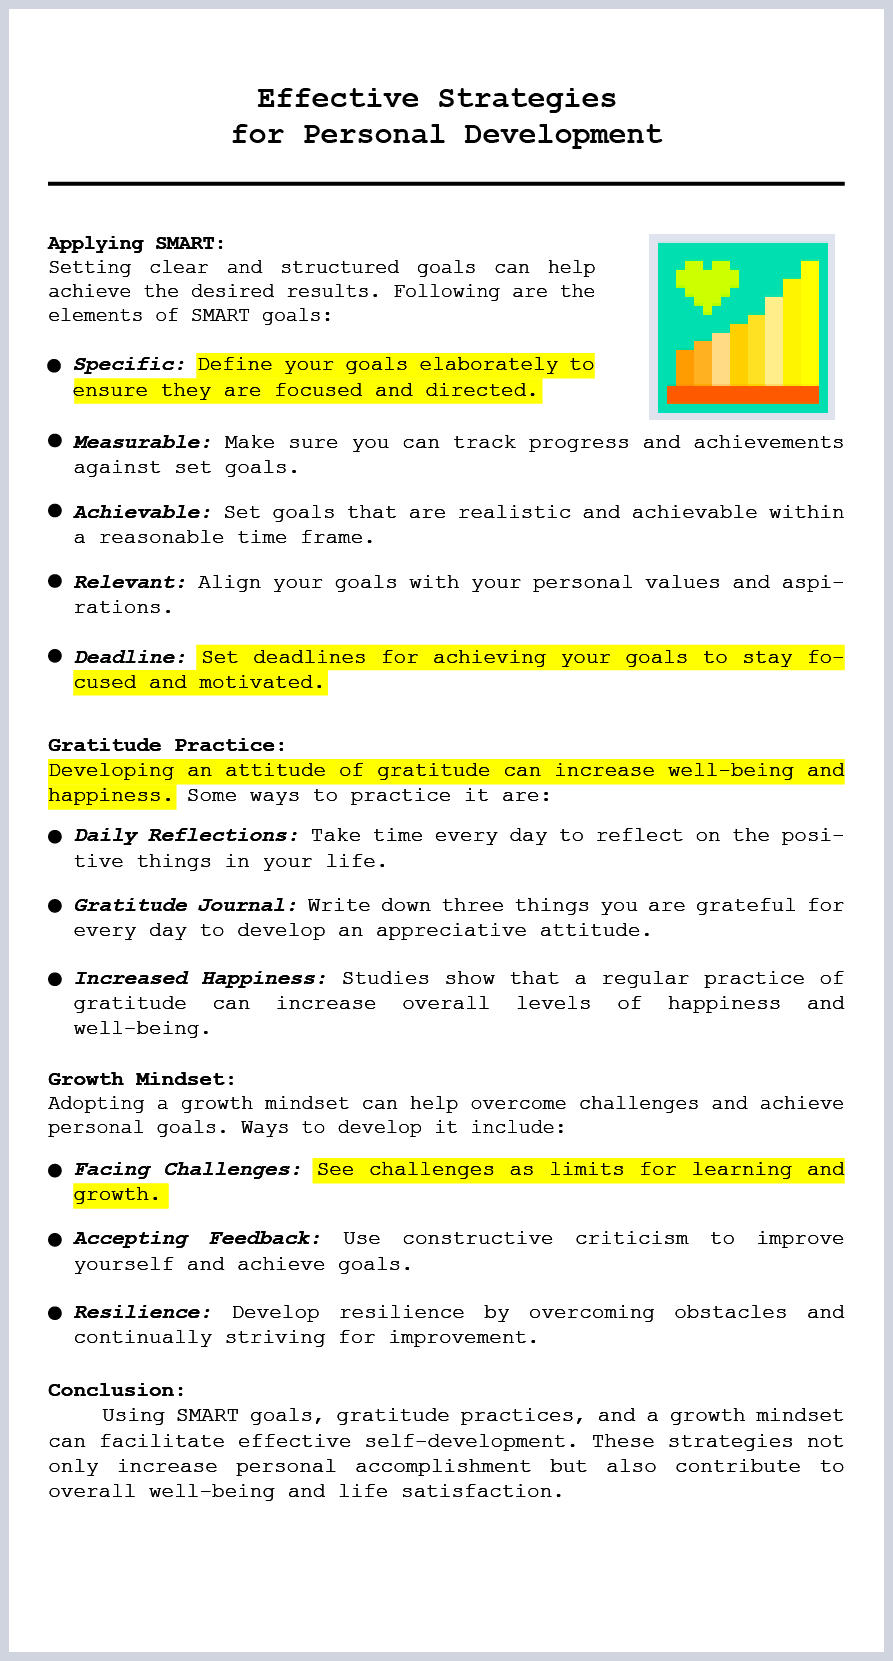 Effective Strategies
for Personal Development
Applying SMART:
Setting clear and structured goals can help
achieve the desired results. Following are the
elements of SMART goals:
● Specific: Define your goals elaborately to
ensure they are focused and directed.
● Measurable: Make sure you can track progress and achievements
against set goals.
● Achievable: Set goals that are realistic and achievable within
a reasonable time frame.
● Relevant: Align your goals with your personal values and aspi-
rations.
● Deadline: Set deadlines for achieving your goals to stay fo-
cused and motivated.
Gratitude Practice:
Developing an attitude of gratitude can increase well-being and
happiness. Some ways to practice it are:
● Daily Reflections: Take time every day to reflect on the posi-
tive things in your life.
● Gratitude Journal: Write down three things you are grateful for
every day to develop an appreciative attitude.
● Increased Happiness: Studies show that a regular practice of
gratitude can increase overall levels of happiness and
well-being.
Growth Mindset:
Adopting a growth mindset can help overcome challenges and achieve
personal goals. Ways to develop it include:
● Facing Challenges: See challenges as limits for learning and
growth.
● Accepting Feedback: Use constructive criticism to improve
yourself and achieve goals.
● Resilience: Develop resilience by overcoming obstacles and
continually striving for improvement.
Conclusion:
Using SMART goals, gratitude practices, and a growth mindset
can facilitate effective self-development. These strategies not
only increase personal accomplishment but also contribute to
overall well-being and life satisfaction.